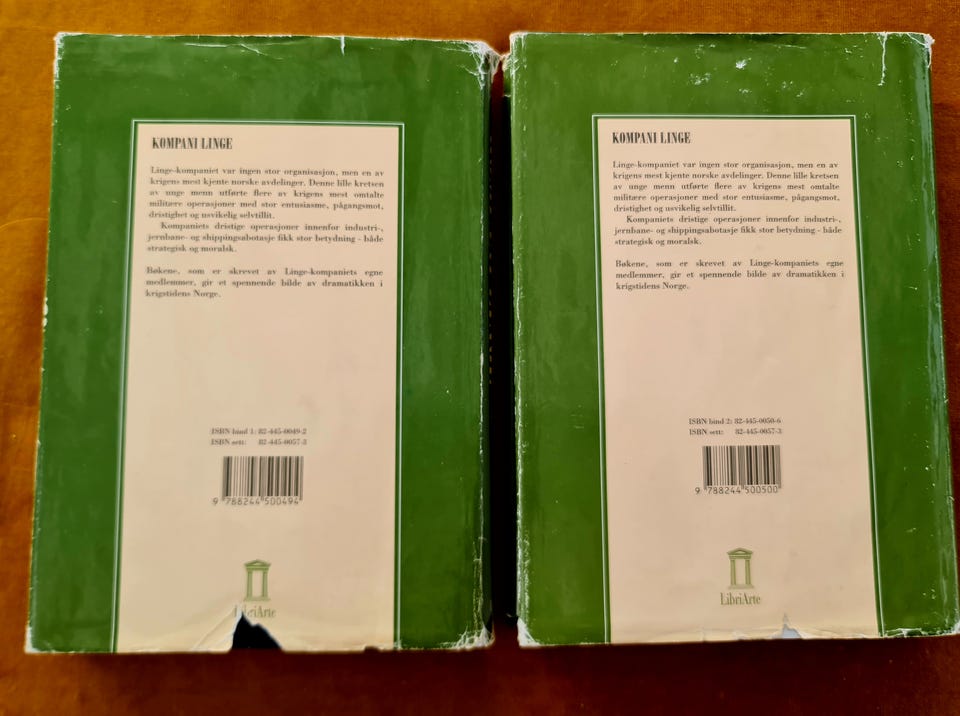 KOMPANI LINGE
Linge-kompaniet var ingen stor organisasjon, men en av
krigens mest kjente norske avdelinger. Denne lille kretsen
av unge menn utførte flere av krigens mest omtalte
militære operasjoner med stor entusiasme, pågangsmot,
dristighet og usvikelig selvtillit.
Kompaniets dristige operasjoner innenfor industri-,
jernbane- og shippingsabotasje fikk stor betydning - både
strategisk og moralsk.
Bøkene, som er skrevet av Linge-kompaniets egne
medlemmer, gir et spennende bilde av dramatikken i
krigstidens Norge.
ISBN bind 1: 82-445-0049-2
ISBN sett: 82-445-0057-3
9 788244 500494
briArte
KOMPANI LINGE
Linge-kompaniet var ingen stor organisasjon, men en av
krigens mest kjente norske avdelinger. Denne lille kretsen
av unge menn utførte flere av krigens mest omtalte
militære operasjoner med stor entusiasme, pågangsmot,
dristighet og usvikelig selvtillit.
Kompaniets dristige operasjoner innenfor industri-,
jernbane- og shippingsabotasje fikk stor betydning - både
strategisk og moralsk.
Bøkene, som er skrevet av Linge-kompaniets egne
medlemmer, gir et spennende bilde av dramatikken i
krigstidens Norge.
ISBN bind 2: 82-445-0050-6
ISBN sett: 82-445-0057-3
9 788244 500500
LibriArte